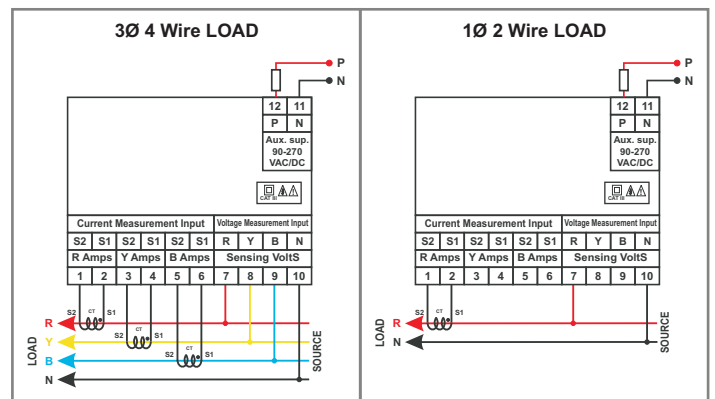 3Ø 4 Wire LOAD
P
N
12 11
P N
Aux. sup.
90-270
VAC/DC
CAT III
Current Measurement Input Voltage Measurement Input
S2 S1 S2 S1 S2 S1 R Y B N
R Amps Y Amps B Amps Sensing VoltS
1 2 3 4 5 6 7 8 9 10
S2 CT S1
R
S2 CT S1
Y
S2 CT S1
B
N
LOAD
SOURCE
1Ø 2 Wire LOAD
P
N
12 11
P N
Aux. sup.
90-270
VAC/DC
CAT III
Current Measurement Input Voltage Measurement Input
S2 S1 S2 S1 S2 S1 R Y B N
R Amps Y Amps B Amps Sensing VoltS
1 2 3 4 5 6 7 8 9 10
S2 CT S1
R
N
LOAD
SOURCE